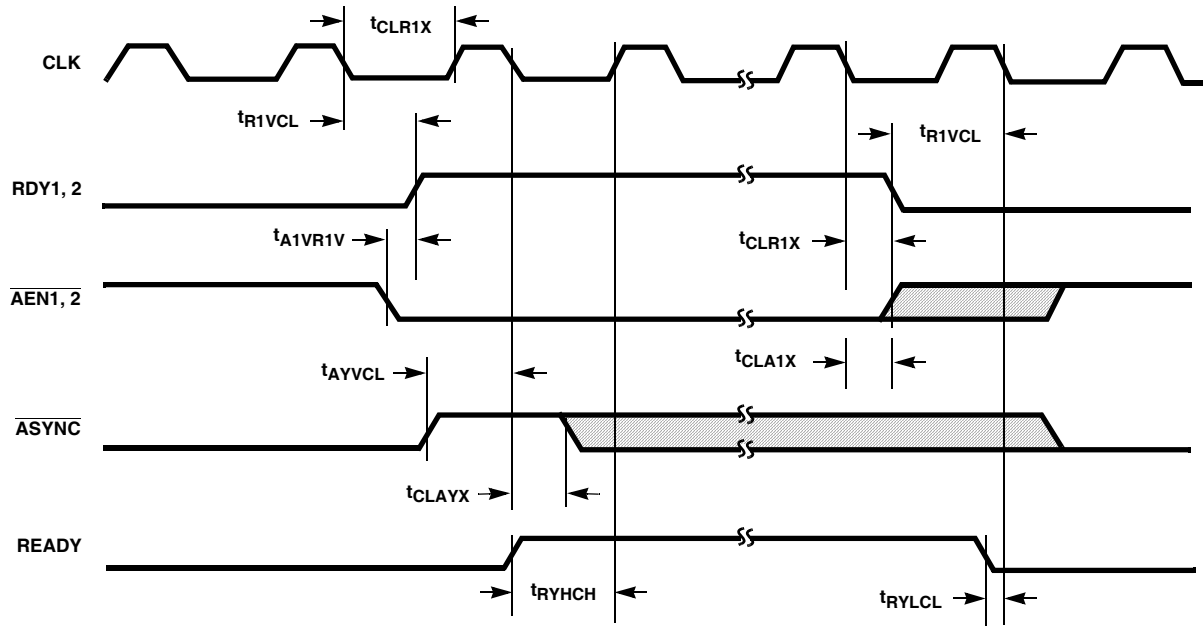 tCLR1X
CLK
tR1VCL
tR1VCL
RDY1, 2
tA1VR1V
tCLR1X
AEN1, 2
tCLA1X
tAYVCL
ASYNC
tCLAYX
READY
tRYHCH
tRYLCL